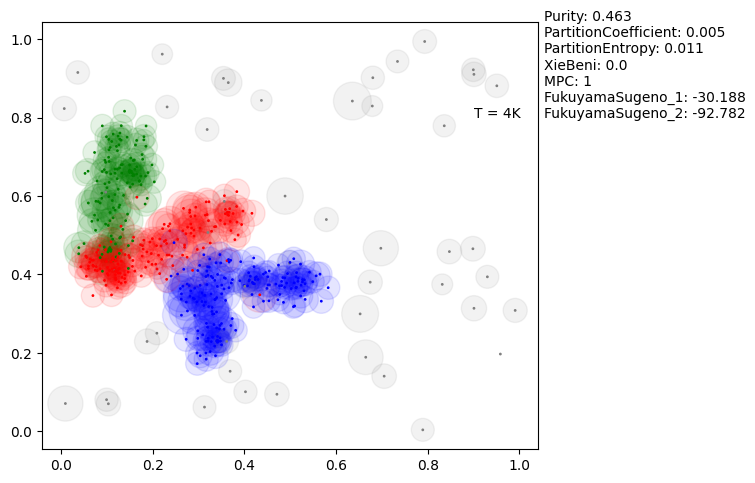 Purity: 0.463
PartitionCoefficient: 0.005
PartitionEntropy: 0.011
XieBeni: 0.0
MPC: 1
FukuyamaSugeno_1: -30.188
FukuyamaSugeno_2: -92.782
T = 4K
1.0
0.8
0.6
0.4
0.2
0.0
0.0 0.2 0.4 0.6 0.8 1.0